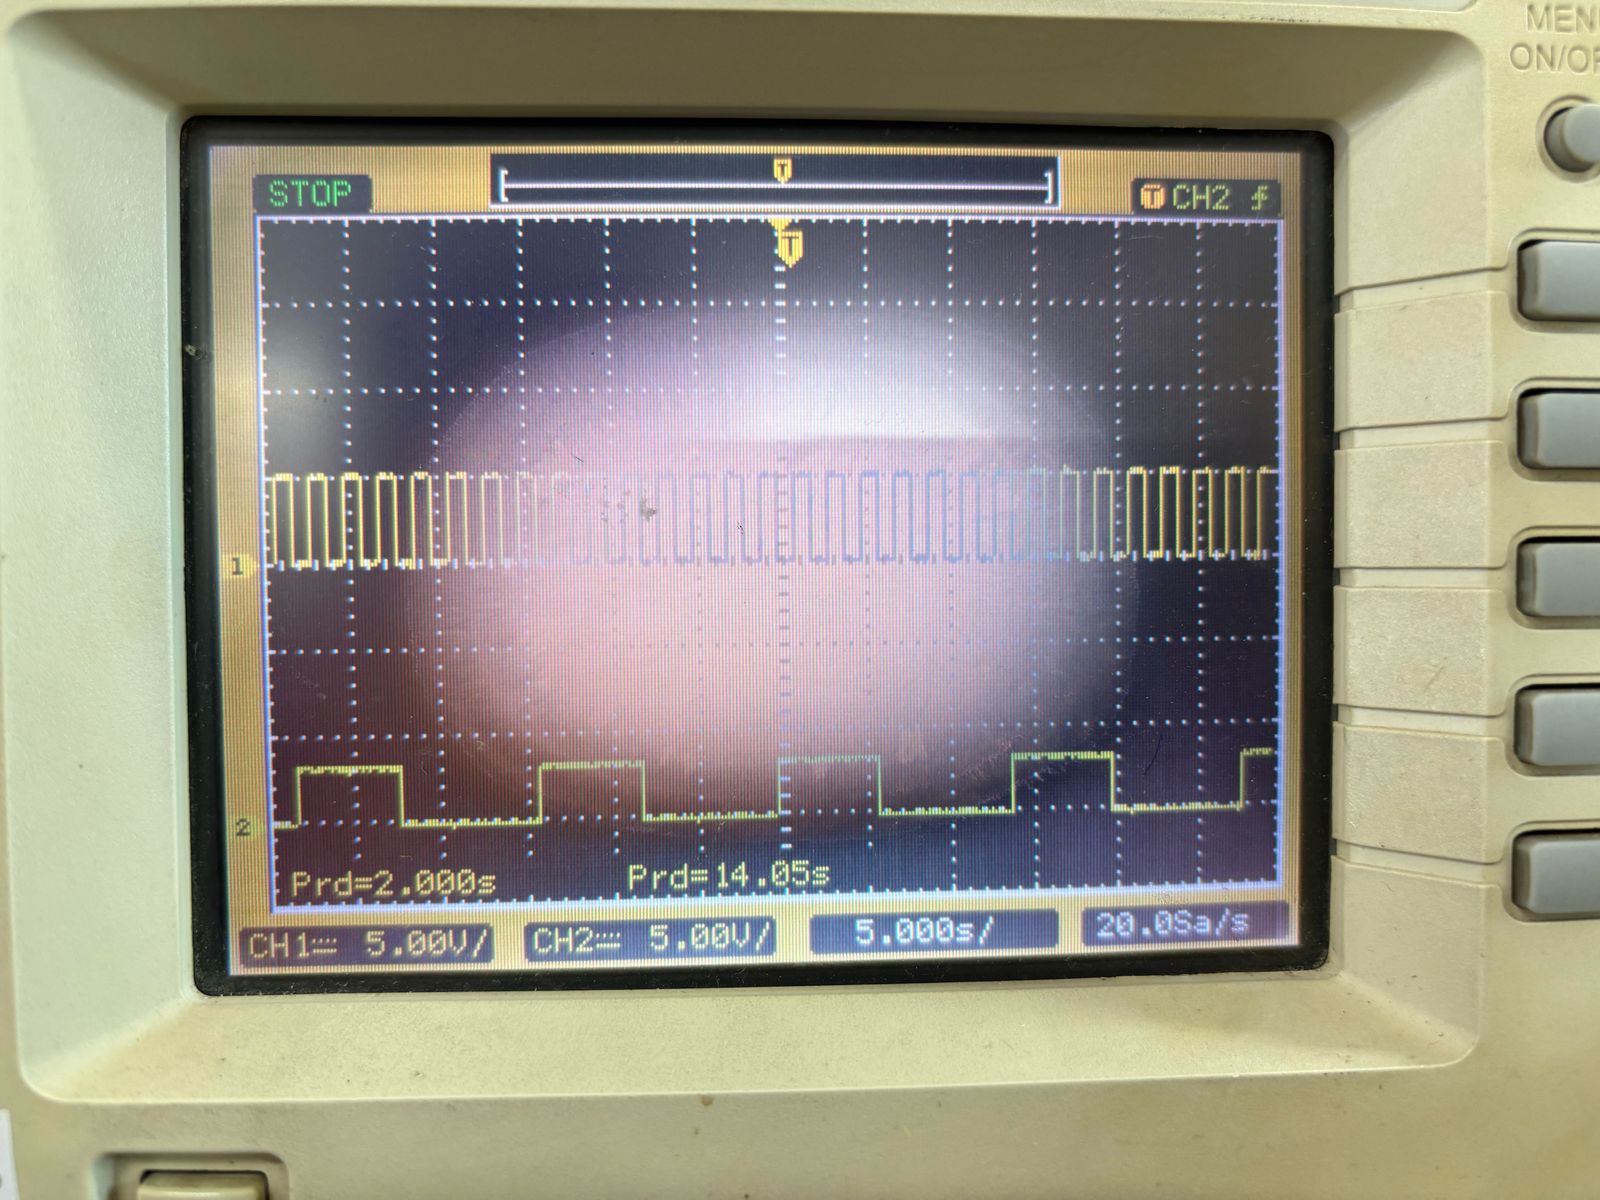 MENU
ON/OF
STOP
T
T CH2
T
1
2
Prd=2.000s Prd=14.05s
CH1 5.00V/ CH2 5.00V/ 5.000s/ 20.0Sa/s